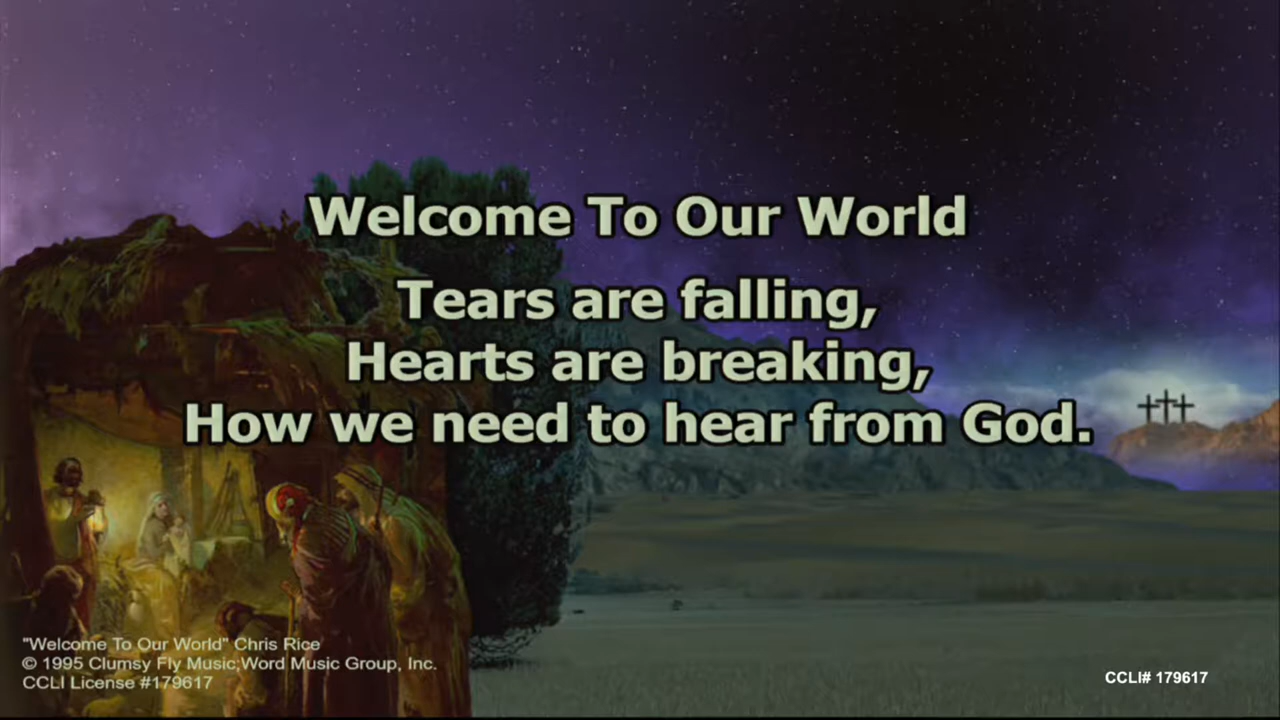 Welcome To Our World
Tears are falling,
Hearts are breaking,
How we need to hear from God.
"Welcome To Our World" Chris Rice
© 1995 Clumsy Fly Music;Word Music Group, Inc.
CCLI License #179617
CCLI# 179617